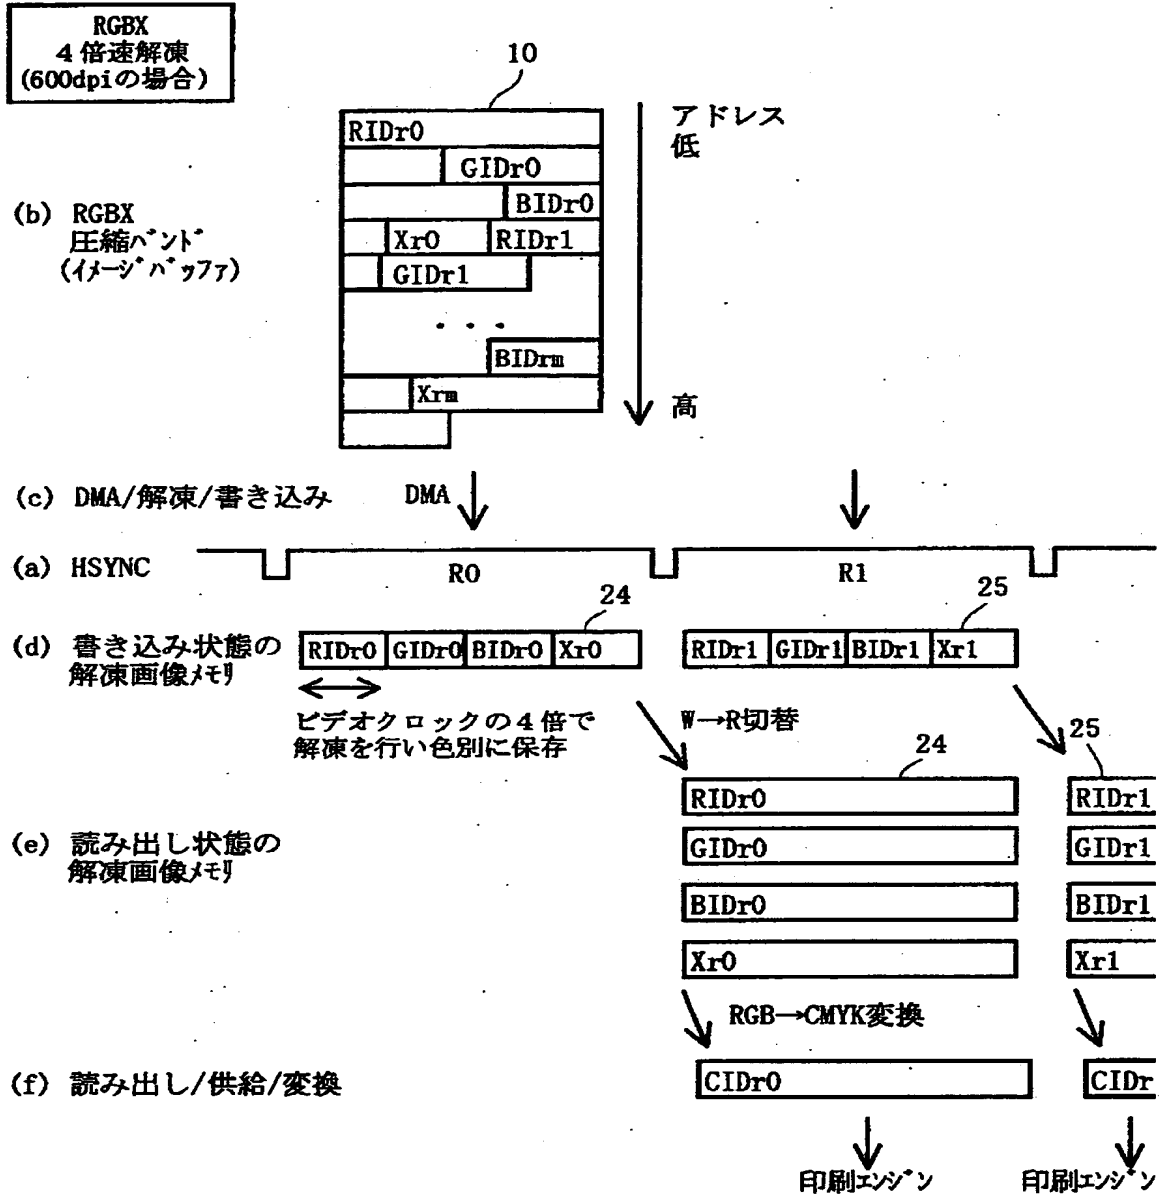 RGBX
４倍速解凍
(600dpiの場合)
10
アドレス
低
RIDr0
GIDr0
BIDr0
(b) RGBX
圧縮ﾊﾞﾝﾄﾞ
(ｲﾒｰｼﾞﾊﾞｯﾌｧ)
Xr0 RIDr1
GIDr1
・・・
BIDrm
Xrm
高
(c) DMA/解凍/書き込み DMA
(a) HSYNC R0 R1
24 25
(d) 書き込み状態の
解凍画像ﾒﾓﾘ
RIDr0 GIDr0 BIDr0 Xr0 RIDr1 GIDr1 BIDr1 Xr1
ビデオクロックの４倍で
解凍を行い色別に保存
W→R切替
24 25
RIDr0 RIDr1
(e) 読み出し状態の
解凍画像ﾒﾓﾘ
GIDr0 GIDr1
BIDr0 BIDr1
Xr0 Xr1
RGB→CMYK変換
(f) 読み出し/供給/変換 CIDr0 CIDr
印刷ｴﾝｼﾞﾝ 印刷ｴﾝｼﾞﾝ